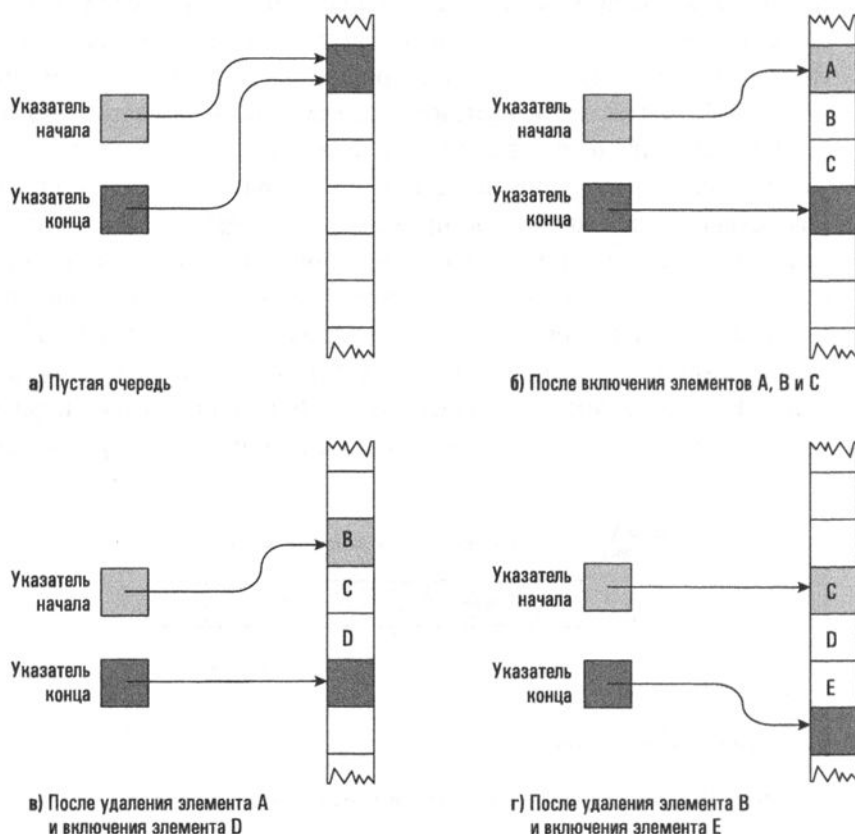 Указатель
начала
Указатель
конца
а) Пустая очередь
Указатель
начала
Указатель
конца
A
B
C
б) После включения элементов A, B и C
Указатель
начала
Указатель
конца
B
C
D
в) После удаления элемента A
и включения элемента D
Указатель
начала
Указатель
конца
C
D
E
г) После удаления элемента B
и включения элемента E